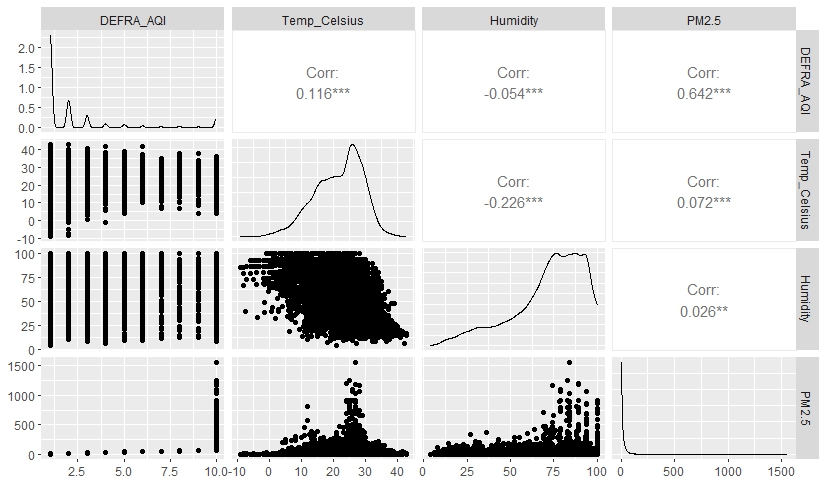 DEFRA_AQI Temp_Celsius Humidity PM2.5
2.0
1.5
1.0
0.5
0.0
Corr:
0.116***
Corr:
-0.054***
Corr:
0.642***
DEFRA_AQI
40
30
20
10
0
-10
Corr:
-0.226***
Corr:
0.072***
Temp_Celsius
100
75
50
25
0
Corr:
0.026**
Humidity
1500
1000
500
0
PM2.5
2.5 5.0 7.5 10.0 -10 0 10 20 30 40 0 25 50 75 100 0 500 1000 1500